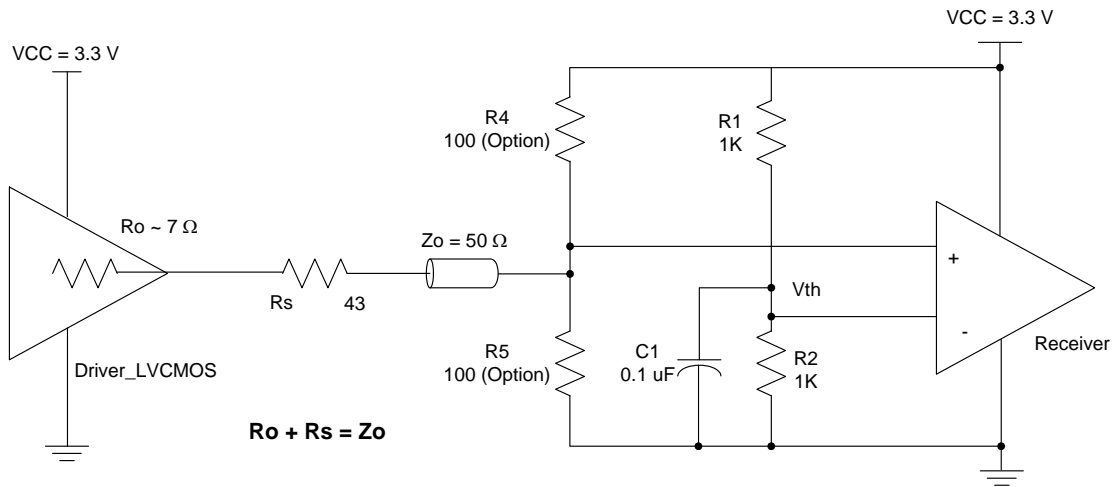 VCC = 3.3 V
VCC = 3.3 V
R4
100 (Option)
R1
1K
Ro ~ 7 Ω
Zo = 50 Ω
+
Rs
43
Vth
-
Receiver
R5
100 (Option)
C1
0.1 uF
R2
1K
Driver_LVCMOS
Ro + Rs = Zo